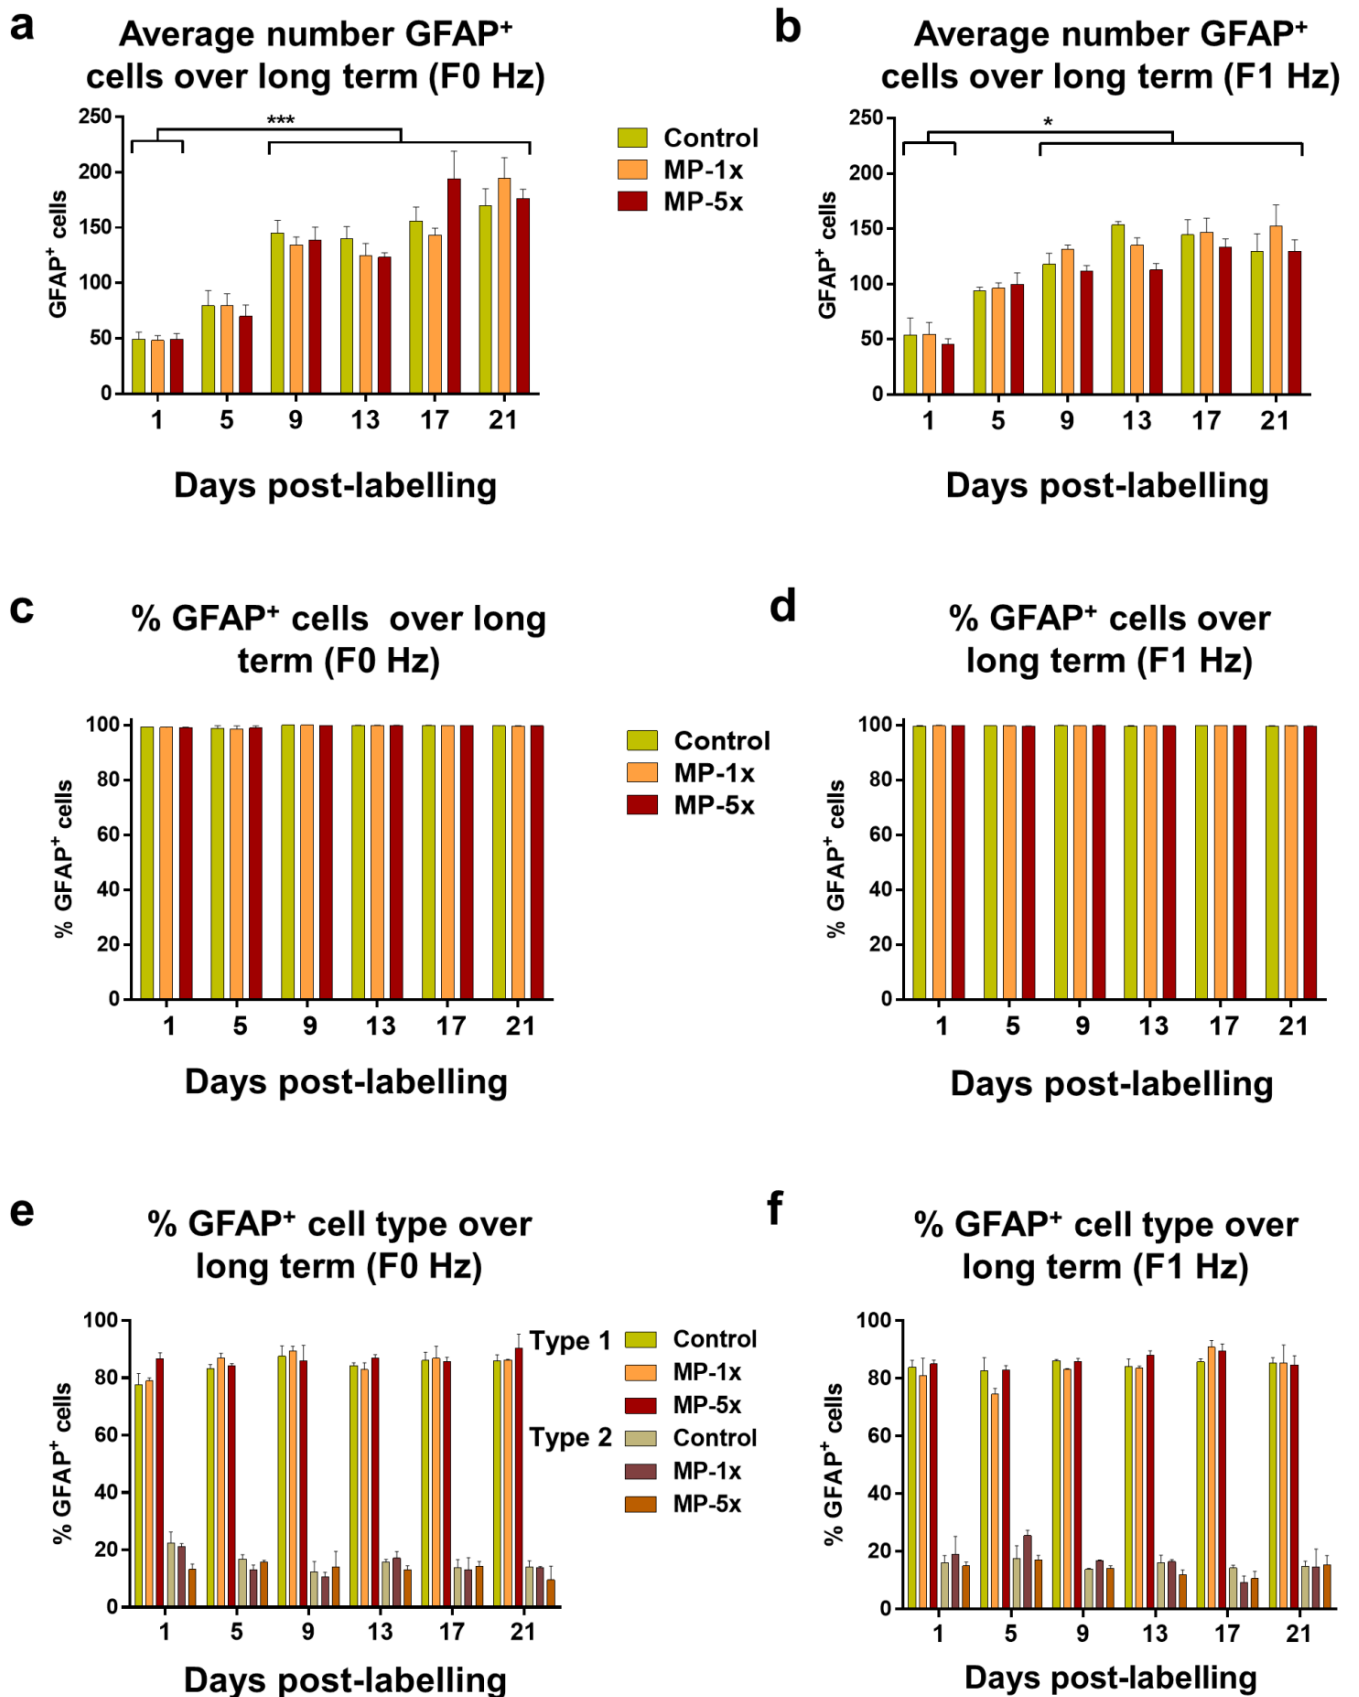 a
Average number GFAP⁺
cells over long term (F0 Hz)
250
200
150
100
50
0
GFAP⁺ cells
***
1 5 9 13 17 21
Days post-labelling
Control
MP-1x
MP-5x
b
Average number GFAP⁺
cells over long term (F1 Hz)
250
200
150
100
50
0
GFAP⁺ cells
*
1 5 9 13 17 21
Days post-labelling
c
% GFAP⁺ cells over long
term (F0 Hz)
100
80
60
40
20
0
% GFAP⁺ cells
1 5 9 13 17 21
Days post-labelling
Control
MP-1x
MP-5x
d
% GFAP⁺ cells over
long term (F1 Hz)
100
80
60
40
20
0
% GFAP⁺ cells
1 5 9 13 17 21
Days post-labelling
e
% GFAP⁺ cell type over
long term (F0 Hz)
100
80
60
40
20
0
% GFAP⁺ cells
1 5 9 13 17 21
Days post-labelling
Type 1 Control
MP-1x
MP-5x
Type 2 Control
MP-1x
MP-5x
f
% GFAP⁺ cell type over
long term (F1 Hz)
100
80
60
40
20
0
% GFAP⁺ cells
1 5 9 13 17 21
Days post-labelling